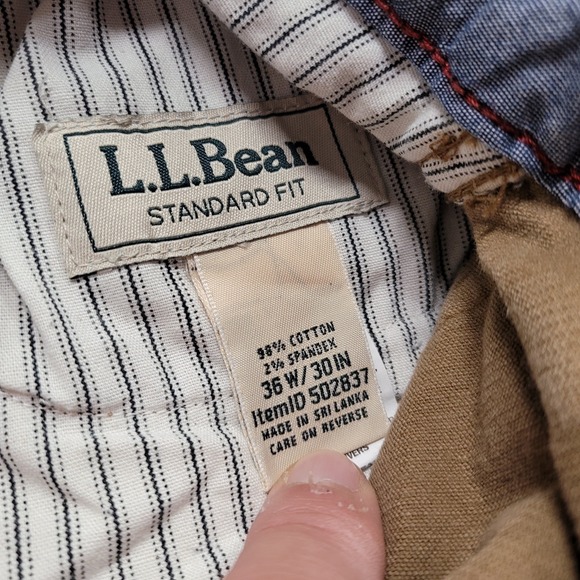 L.L.Bean
STANDARD FIT
98% COTTON
2% SPANDEX
36 W/30 IN
ItemID 502837
MADE IN SRI LANKA
CARE ON REVERSE